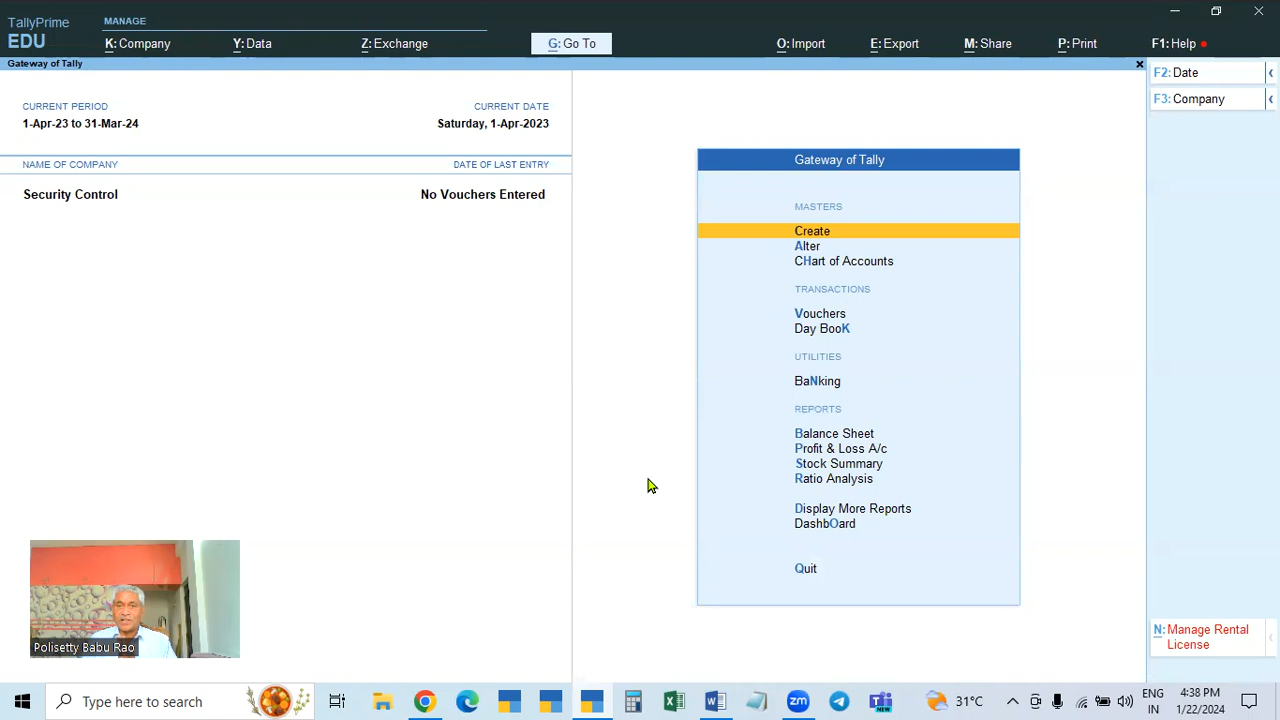 TallyPrime
EDU
MANAGE
K: Company
Y: Data
Z: Exchange
G: Go To
O: Import
E: Export
M: Share
P: Print
F1: Help
Gateway of Tally
F2: Date
F3: Company
CURRENT PERIOD
CURRENT DATE
1-Apr-23 to 31-Mar-24
Saturday, 1-Apr-2023
NAME OF COMPANY
DATE OF LAST ENTRY
Security Control
No Vouchers Entered
Gateway of Tally
MASTERS
Create
Alter
CHart of Accounts
TRANSACTIONS
Vouchers
Day BooK
UTILITIES
BaNking
REPORTS
Balance Sheet
Profit & Loss A/c
Stock Summary
Ratio Analysis
Display More Reports
DashbOard
Quit
N: Manage Rental
License
Polisetty Babu Rao
Type here to search
31°C
ENG
IN
4:38 PM
1/22/2024